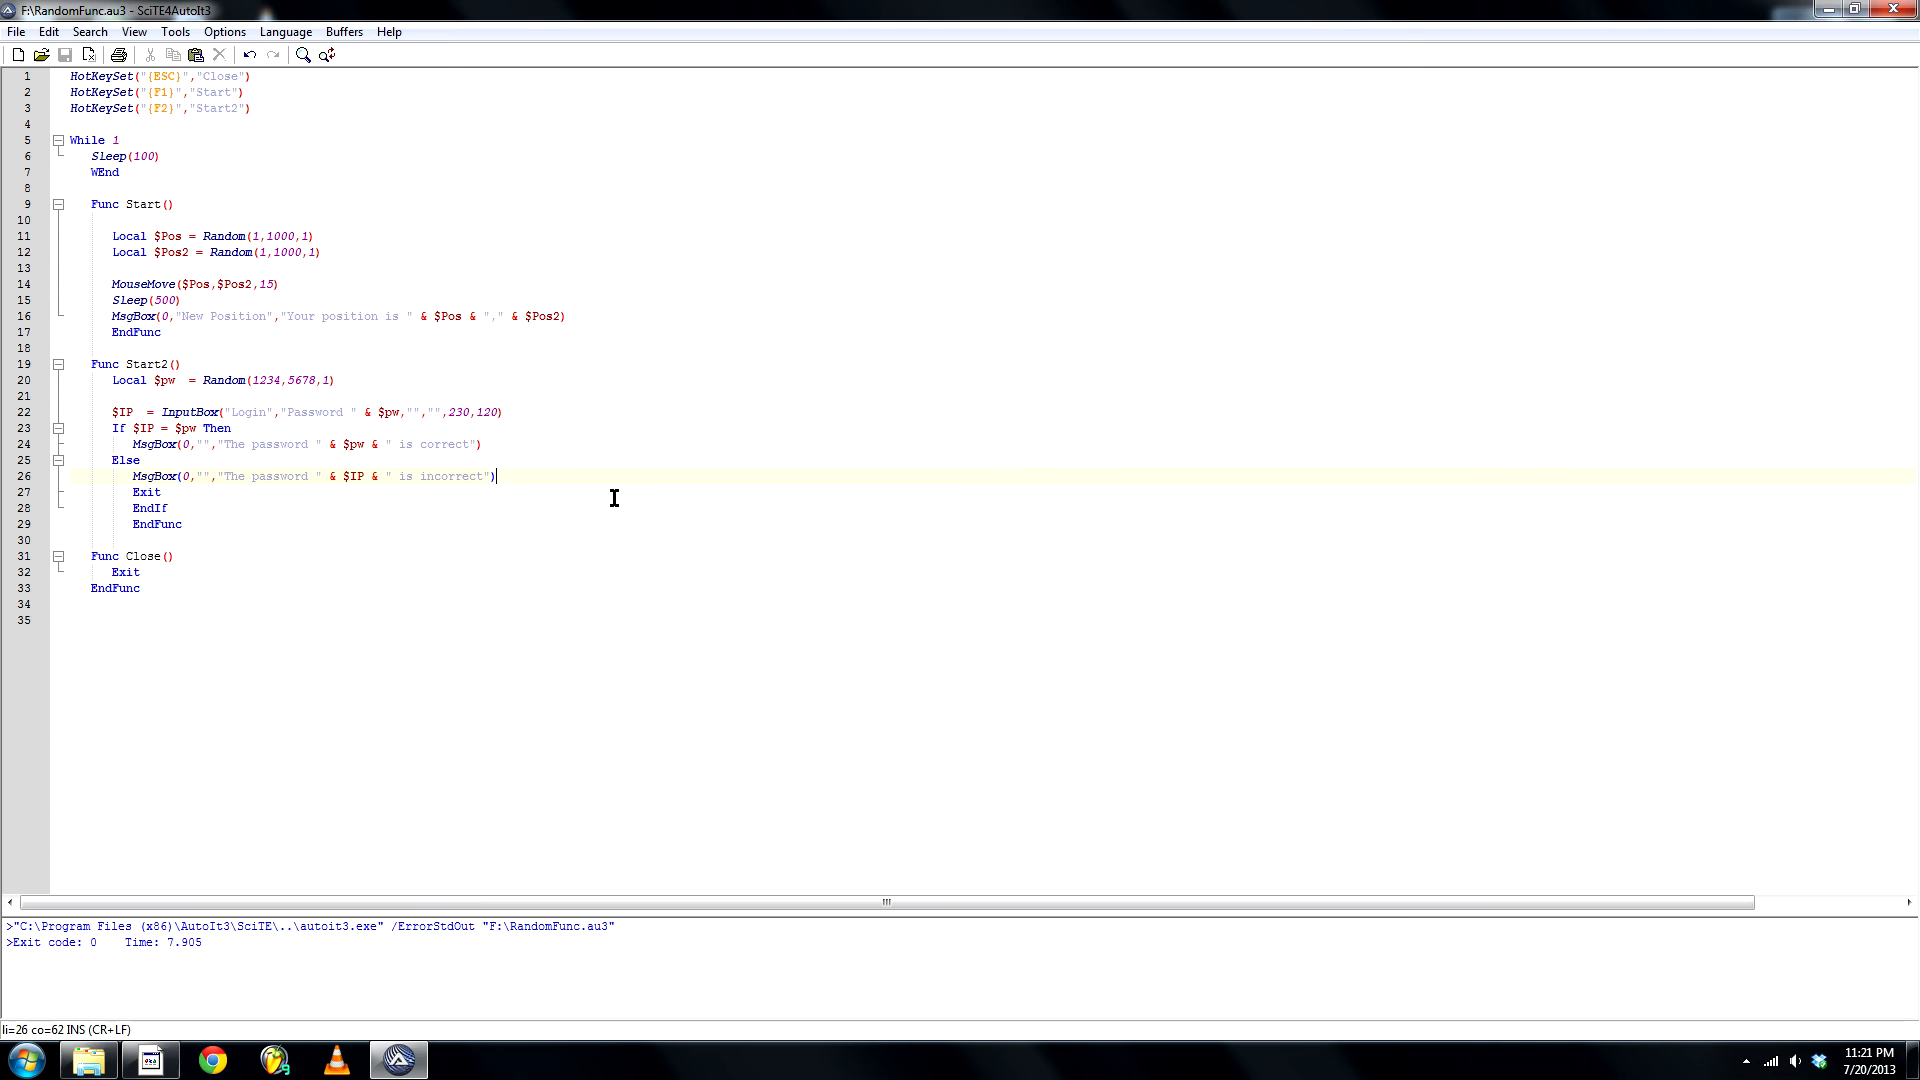 F:\RandomFunc.au3 - SciTE4AutoIt3
File Edit Search View Tools Options Language Buffers Help
1 HotKeySet("{ESC}","Close")
2 HotKeySet("{F1}","Start")
3 HotKeySet("{F2}","Start2")
4
5 While 1
6 Sleep(100)
7 WEnd
8
9 Func Start()
10
11 Local $Pos = Random(1,1000,1)
12 Local $Pos2 = Random(1,1000,1)
13
14 MouseMove($Pos,$Pos2,15)
15 Sleep(500)
16 MsgBox(0,"New Position","Your position is " & $Pos & "," & $Pos2)
17 EndFunc
18
19 Func Start2()
20 Local $pw  = Random(1234,5678,1)
21
22 $IP  = InputBox("Login","Password " & $pw,"","",230,120)
23 If $IP = $pw Then
24 MsgBox(0,"","The password " & $pw & " is correct")
25 Else
26 MsgBox(0,"","The password " & $IP & " is incorrect")
27 Exit
28 EndIf
29 EndFunc
30
31 Func Close()
32 Exit
33 EndFunc
34
35
>"C:\Program Files (x86)\AutoIt3\SciTE\..\autoit3.exe" /ErrorStdOut "F:\RandomFunc.au3"
>Exit code: 0    Time: 7.905
li=26 co=62 INS (CR+LF)
11:21 PM
7/20/2013